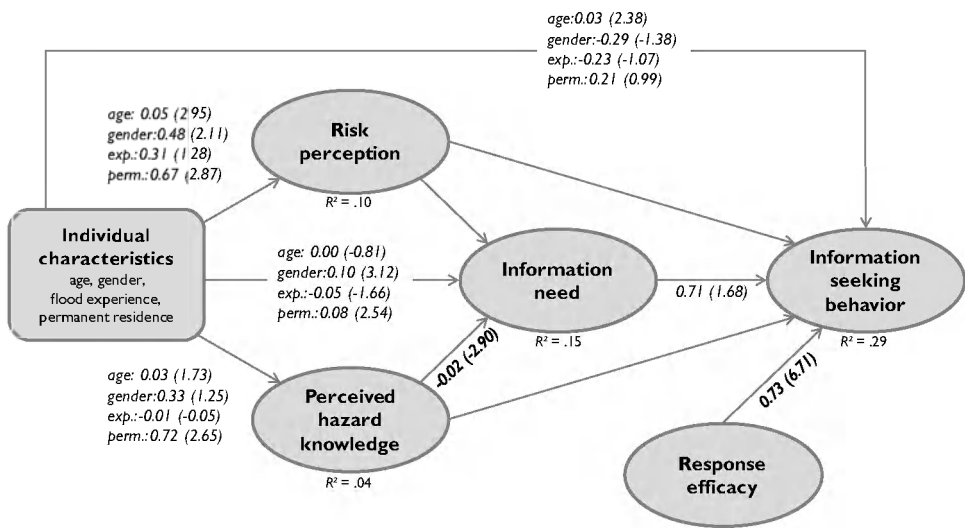 age:0.03 (2.38)
gender:-0.29 (-1.38)
exp.:-0.23 (-1.07)
perm.:0.21 (0.99)
age: 0.05 (2.95)
gender:0.48 (2.11)
exp.:0.31 (1.28)
perm.:0.67 (2.87)
Risk
perception
R² = .10
Individual
characteristics
age, gender,
flood experience,
permanent residence
age: 0.00 (-0.81)
gender:0.10 (3.12)
exp.:-0.05 (-1.66)
perm.:0.08 (2.54)
Information
need
R² = .15
0.71 (1.68)
Information
seeking
behavior
R² = .29
age: 0.03 (1.73)
gender:0.33 (1.25)
exp.:-0.01 (-0.05)
perm.:0.72 (2.65)
Perceived
hazard
knowledge
R² = .04
-0.02 (-2.90)
0.73 (6.71)
Response
efficacy